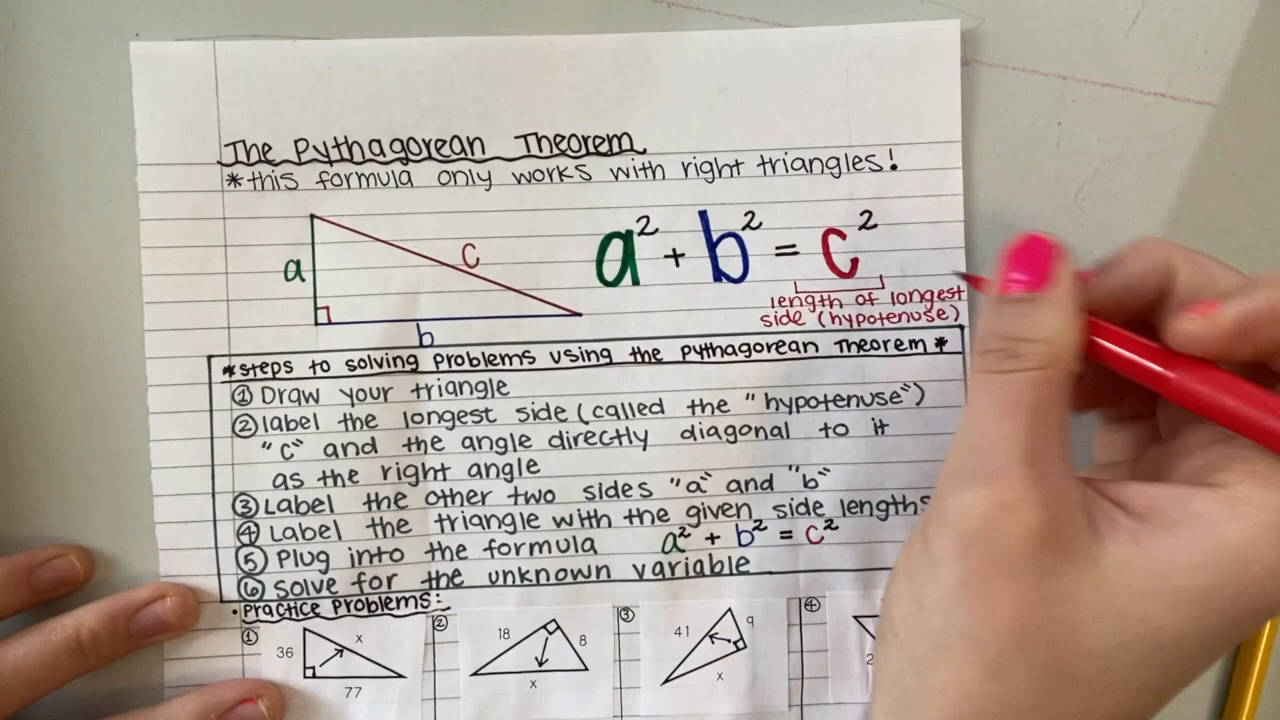 The Pythagorean Theorem
*this formula only works with right triangles!
a
c
b
a² + b² = c²
length of longest
side (hypotenuse)
*steps to solving problems using the pythagorean Theorem*
① Draw your triangle
② label the longest side (called the "hypotenuse")
"c" and the angle directly diagonal to it
as the right angle
③ Label the other two sides "a" and "b"
④ Label the triangle with the given side lengths
⑤ Plug into the formula a² + b² = c²
⑥ solve for the unknown variable
• Practice Problems:
① 36 x 77
② 18 8 x
③ 41 9 x
④ 2